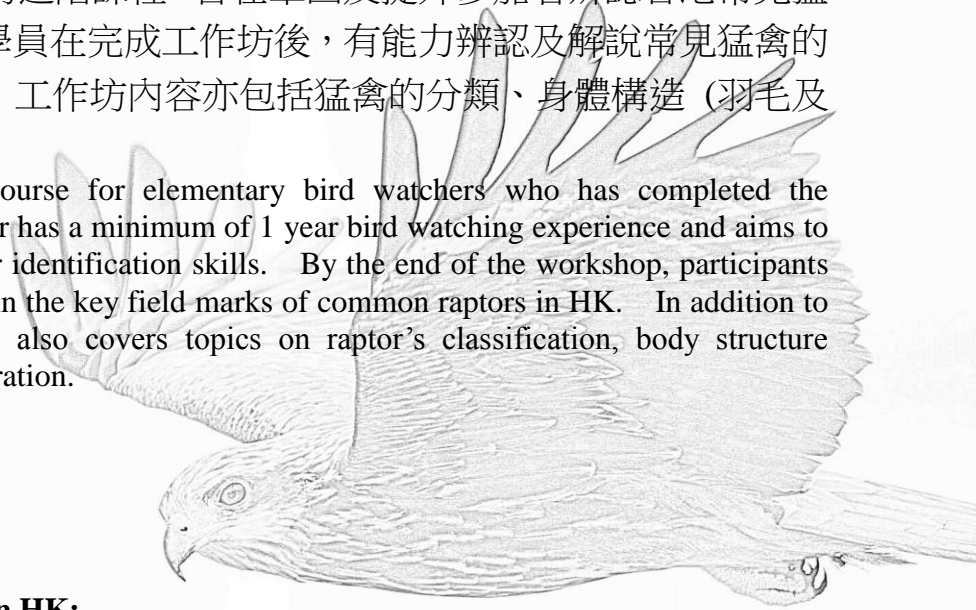 學員在完成工作坊後，有能力辨認及解說常見猛禽的
工作坊內容亦包括猛禽的分類、身體構造 (羽毛及
ourse for elementary bird watchers who has completed the
r has a minimum of 1 year bird watching experience and aims to
r identification skills. By the end of the workshop, participants
in the key field marks of common raptors in HK. In addition to
also covers topics on raptor's classification, body structure
ration.
n HK: